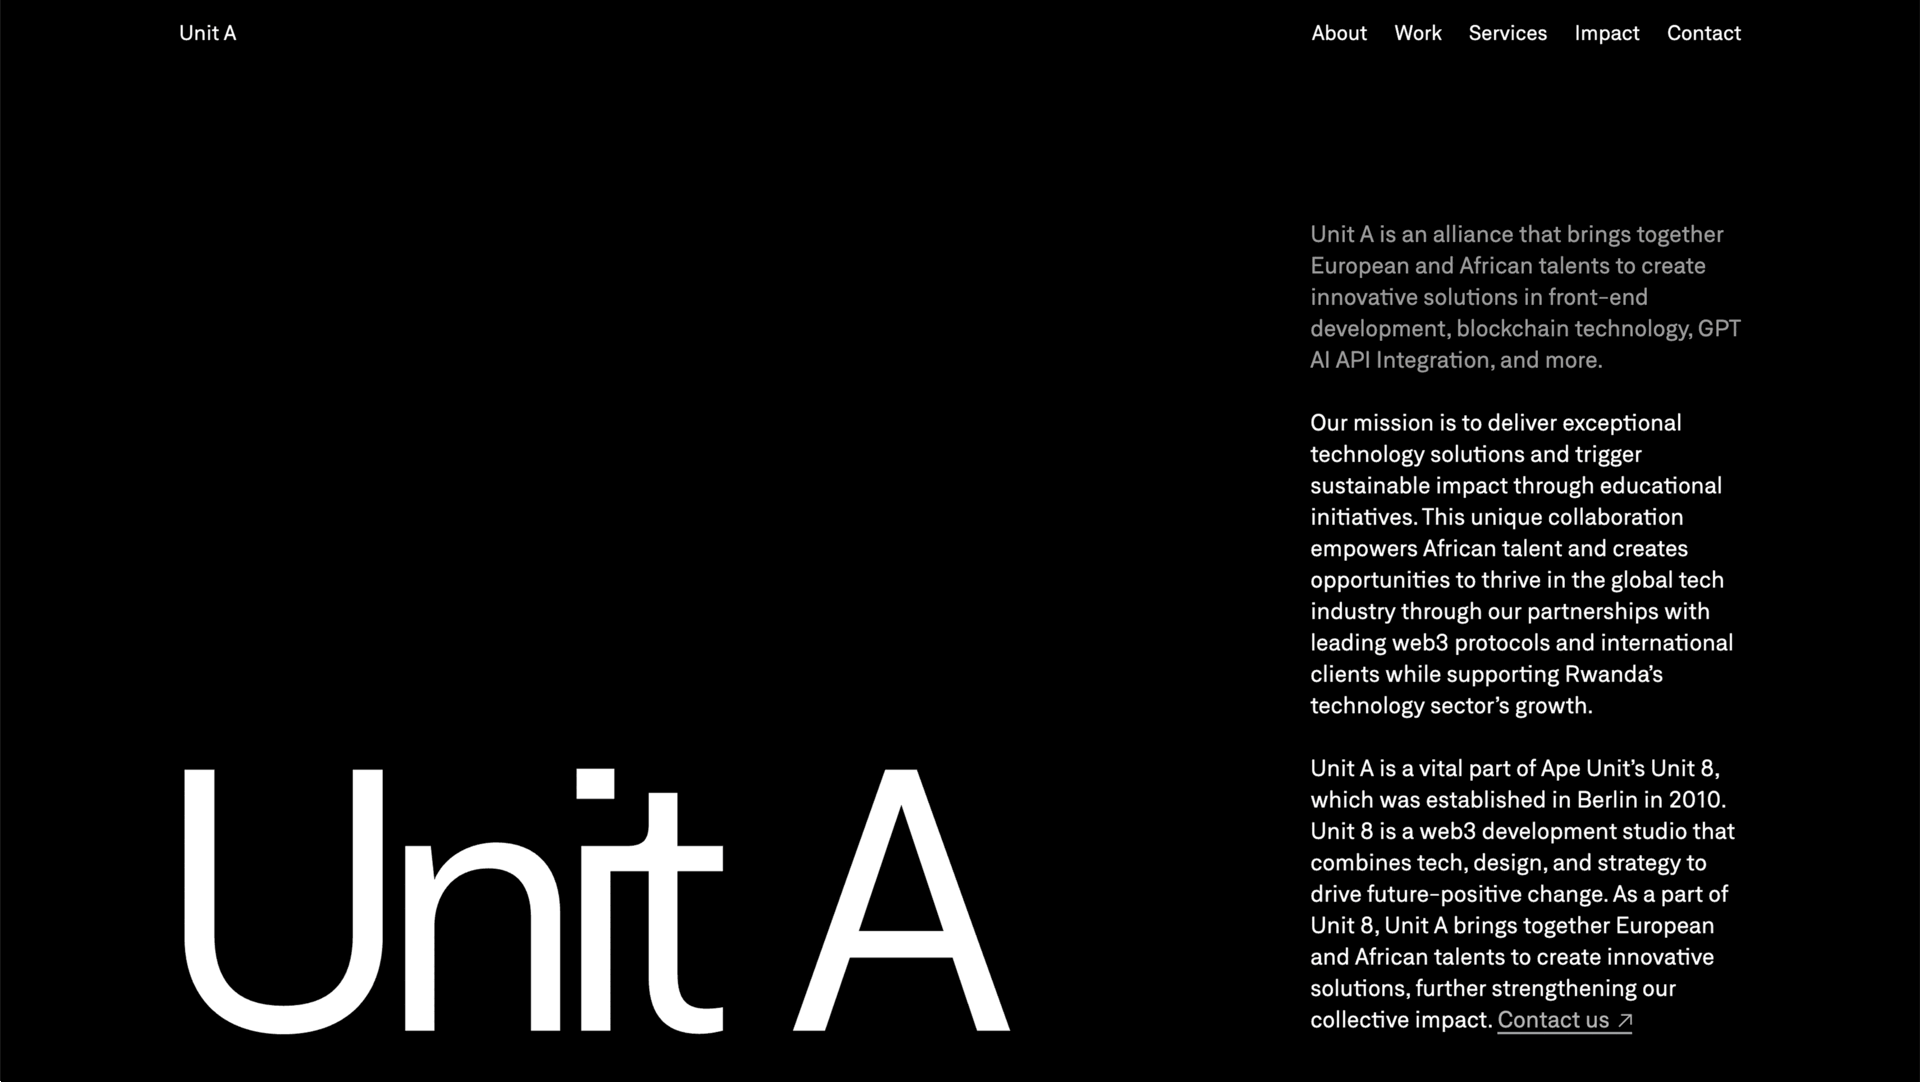 Unit A
About Work Services Impact Contact
Unit A is an alliance that brings together
European and African talents to create
innovative solutions in front-end
development, blockchain technology, GPT
AI API Integration, and more.
Our mission is to deliver exceptional
technology solutions and trigger
sustainable impact through educational
initiatives. This unique collaboration
empowers African talent and creates
opportunities to thrive in the global tech
industry through our partnerships with
leading web3 protocols and international
clients while supporting Rwanda’s
technology sector’s growth.
Unit A is a vital part of Ape Unit’s Unit 8,
which was established in Berlin in 2010.
Unit 8 is a web3 development studio that
combines tech, design, and strategy to
drive future-positive change. As a part of
Unit 8, Unit A brings together European
and African talents to create innovative
solutions, further strengthening our
collective impact. Contact us ↗
Unit A